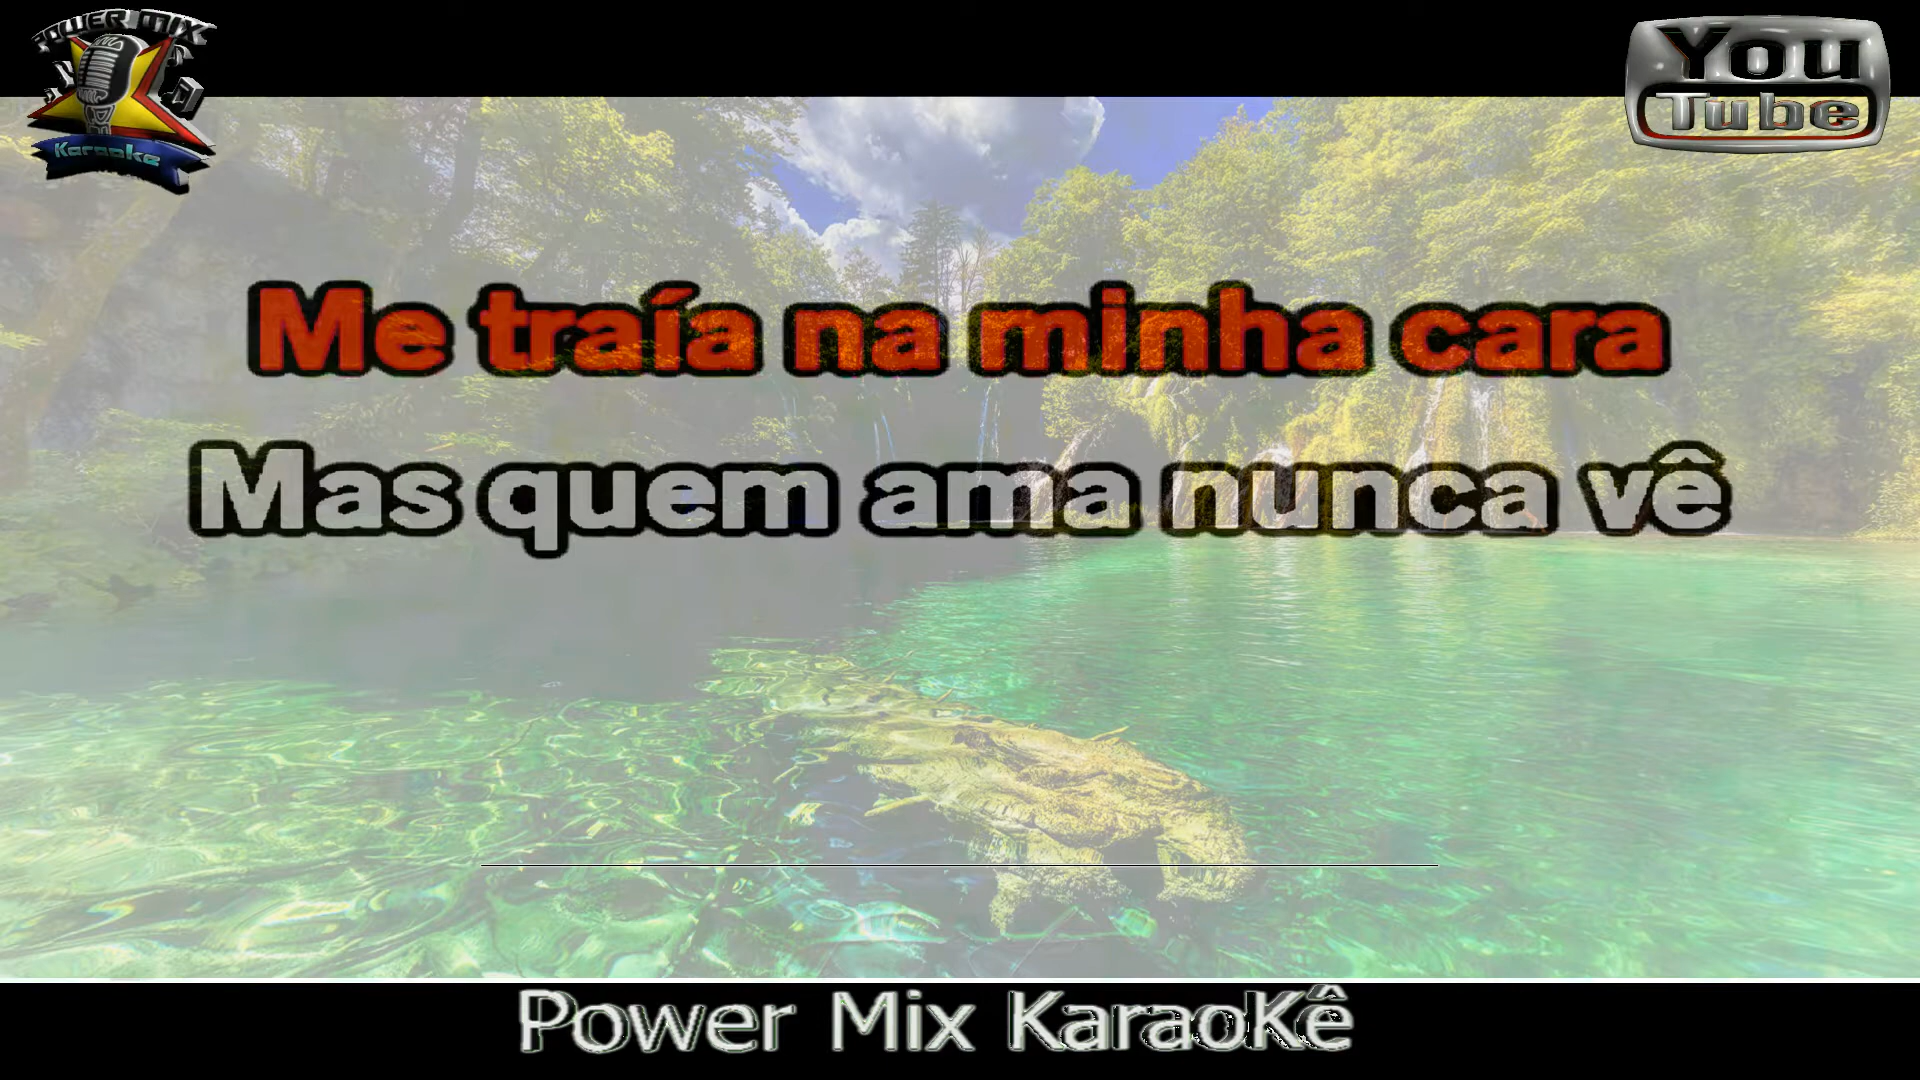 POWER MIX
Karaoke
You
Tube
Me traía na minha cara
Mas quem ama nunca vê
Power Mix KaraoKê